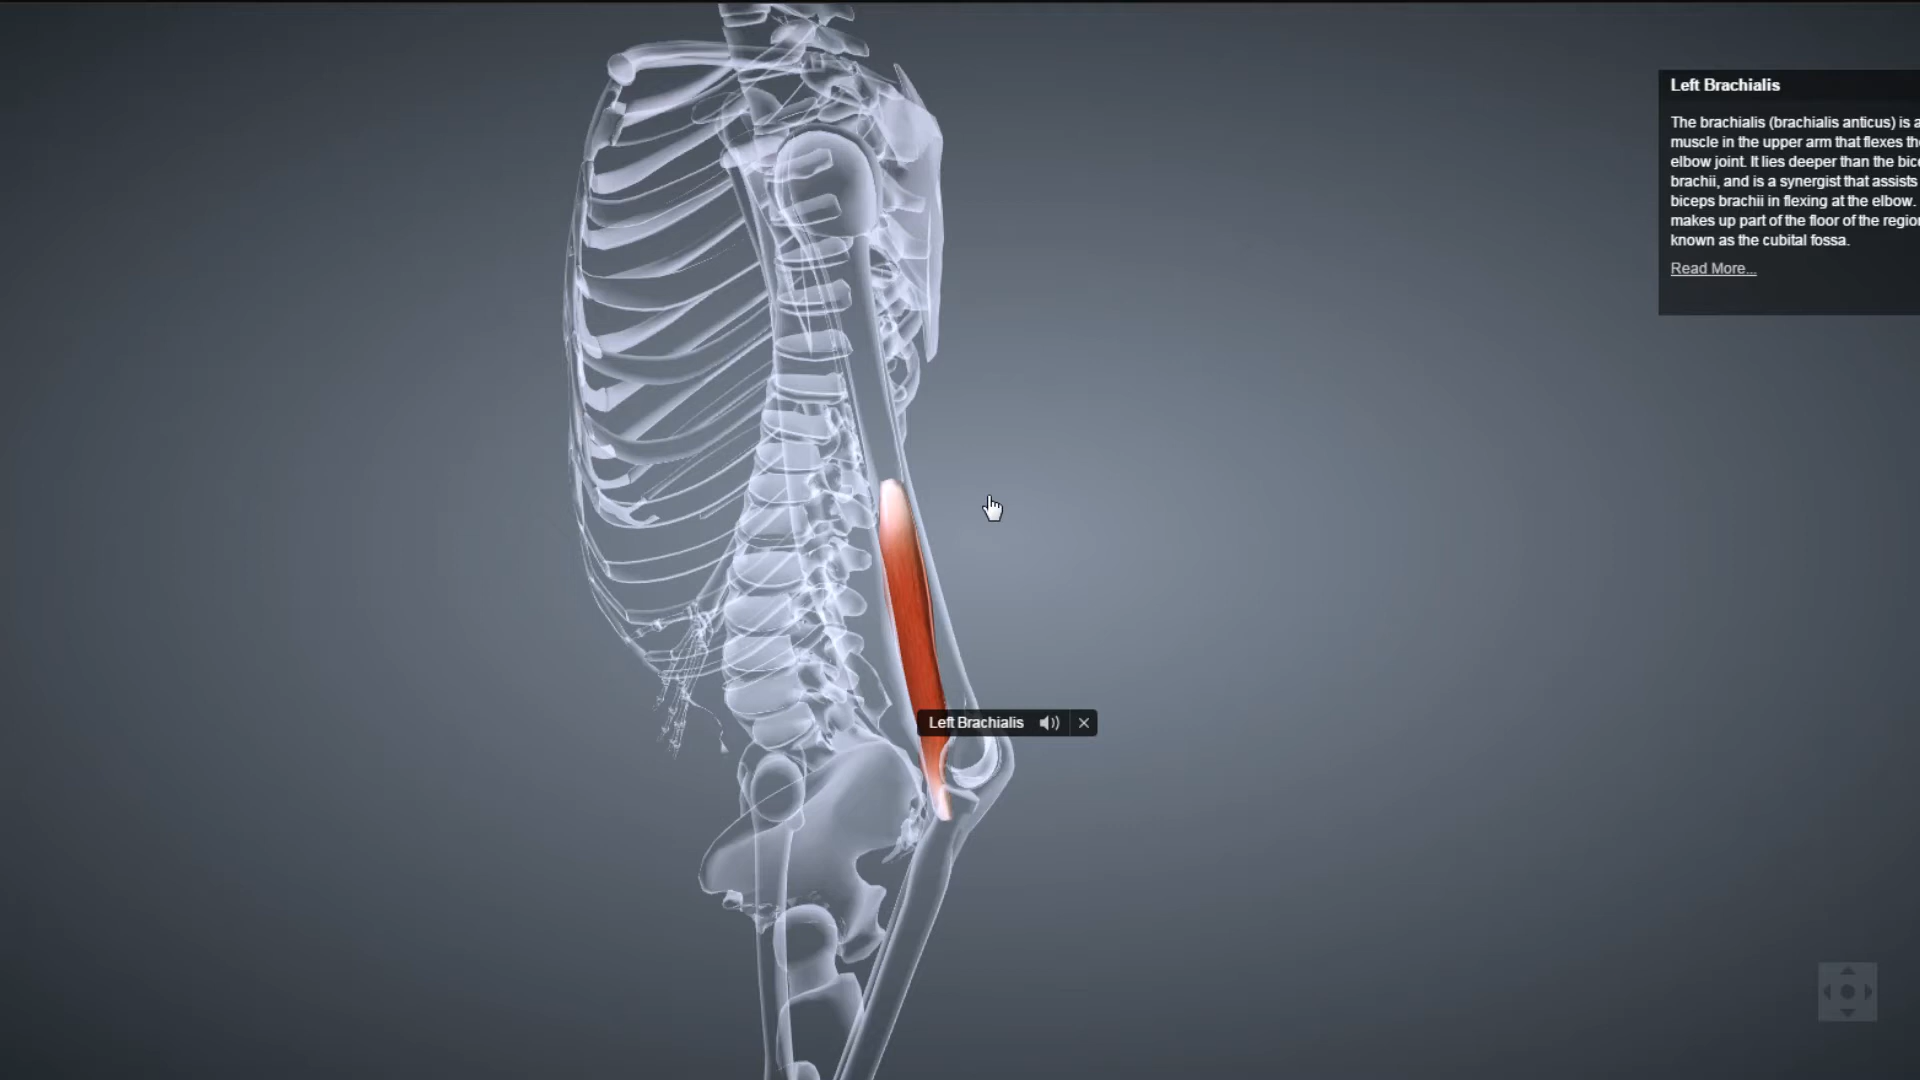 Left Brachialis
The brachialis (brachialis anticus) is a
muscle in the upper arm that flexes the
elbow joint. It lies deeper than the
brachii, and is a synergist that assists
biceps brachii in flexing at the elbow.
makes up part of the floor of the
known as the cubital fossa.
Read More...
Left Brachialis